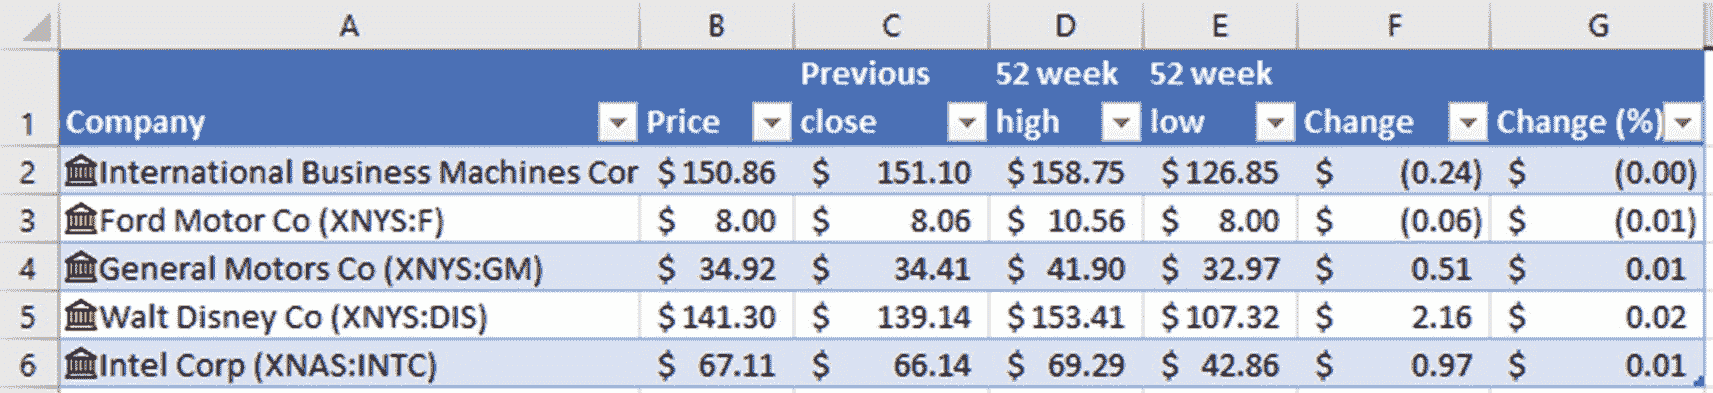 A B C D E F G
Previous 52 week 52 week
1 Company Price close high low Change Change (%)
2 International Business Machines Cor $ 150.86 $ 151.10 $ 158.75 $ 126.85 $ (0.24) $ (0.00)
3 Ford Motor Co (XNYS:F) $ 8.00 $ 8.06 $ 10.56 $ 8.00 $ (0.06) $ (0.01)
4 General Motors Co (XNYS:GM) $ 34.92 $ 34.41 $ 41.90 $ 32.97 $ 0.51 $ 0.01
5 Walt Disney Co (XNYS:DIS) $ 141.30 $ 139.14 $ 153.41 $ 107.32 $ 2.16 $ 0.02
6 Intel Corp (XNAS:INTC) $ 67.11 $ 66.14 $ 69.29 $ 42.86 $ 0.97 $ 0.01